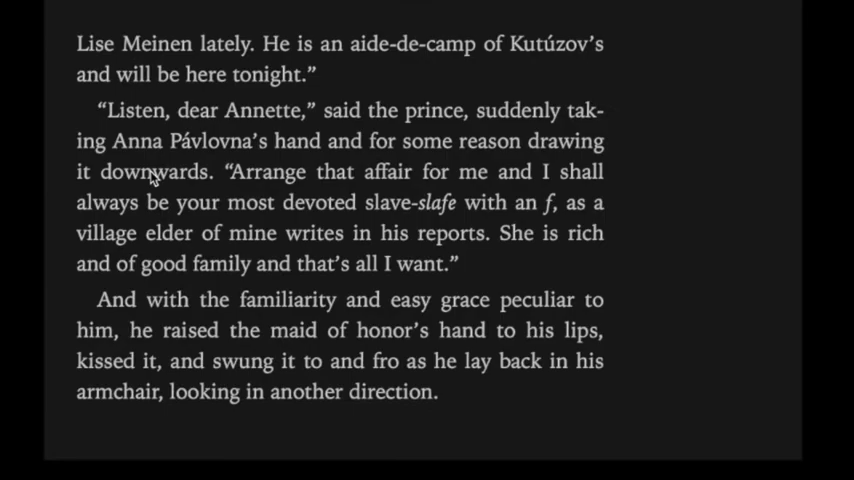 Lise Meinen lately. He is an aide-de-camp of Kutúzov’s
and will be here tonight.”
“Listen, dear Annette,” said the prince, suddenly tak-
ing Anna Pávlovna’s hand and for some reason drawing
it downwards. “Arrange that affair for me and I shall
always be your most devoted slave-slafe with an f, as a
village elder of mine writes in his reports. She is rich
and of good family and that’s all I want.”
And with the familiarity and easy grace peculiar to
him, he raised the maid of honor’s hand to his lips,
kissed it, and swung it to and fro as he lay back in his
armchair, looking in another direction.